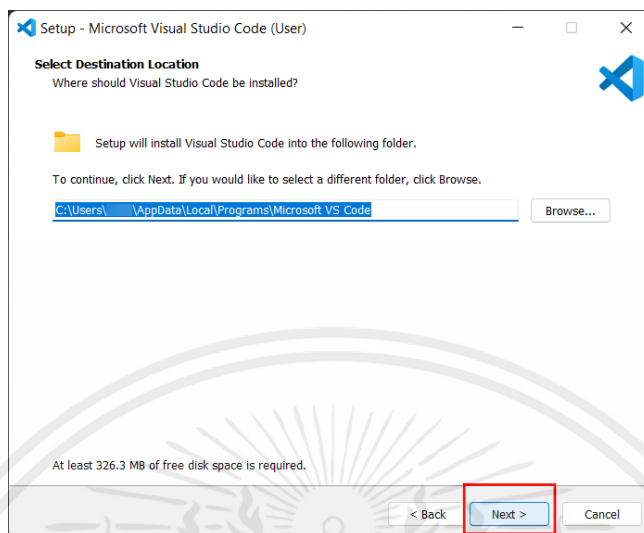 Setup - Microsoft Visual Studio Code (User)
Select Destination Location
Where should Visual Studio Code be installed?
Setup will install Visual Studio Code into the following folder.
To continue, click Next. If you would like to select a different folder, click Browse.
C:\Users\ \AppData\Local\Programs\Microsoft VS Code
Browse...
At least 326.3 MB of free disk space is required.
< Back
Next >
Cancel